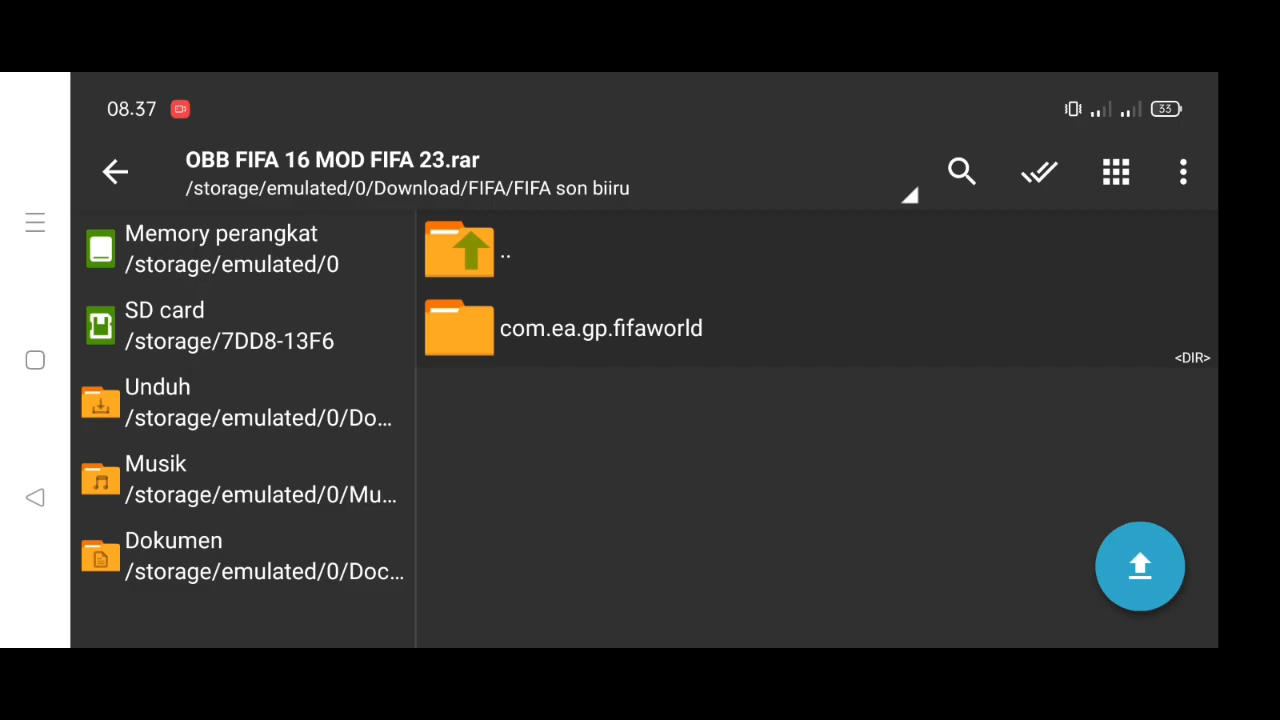 08.37
33
OBB FIFA 16 MOD FIFA 23.rar
/storage/emulated/0/Download/FIFA/FIFA son biiru
Memory perangkat
/storage/emulated/0
SD card
/storage/7DD8-13F6
Unduh
/storage/emulated/0/Do...
Musik
/storage/emulated/0/Mu...
Dokumen
/storage/emulated/0/Doc...
..
com.ea.gp.fifaworld
<DIR>